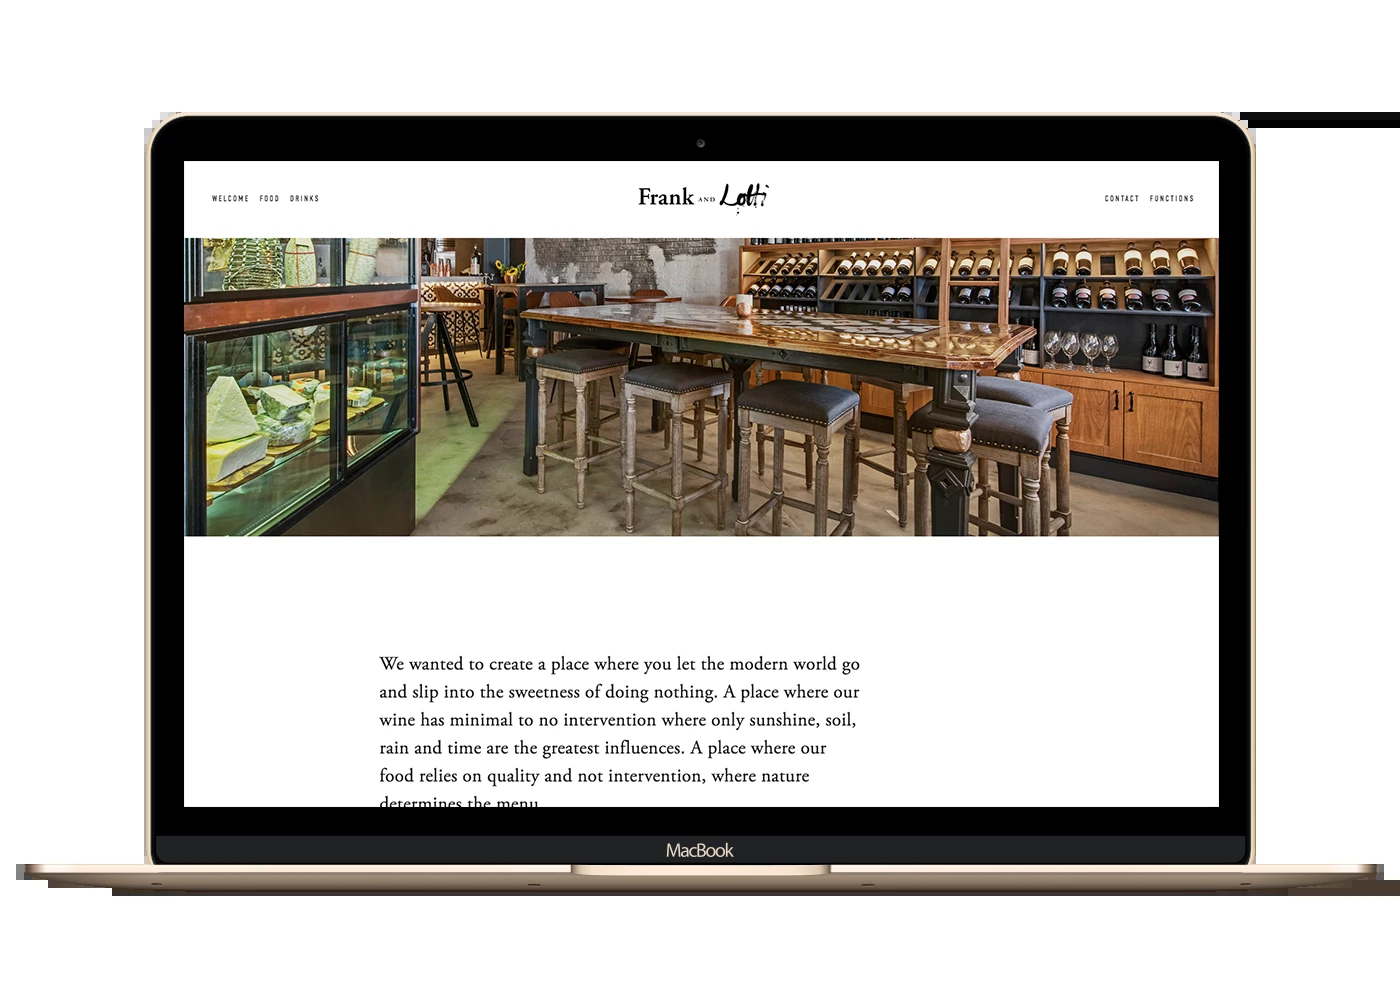 WELCOME FOOD DRINKS
Frank AND Lotti
CONTACT FUNCTIONS
We wanted to create a place where you let the modern world go
and slip into the sweetness of doing nothing. A place where our
wine has minimal to no intervention where only sunshine, soil,
rain and time are the greatest influences. A place where our
food relies on quality and not intervention, where nature
determines the menu
MacBook